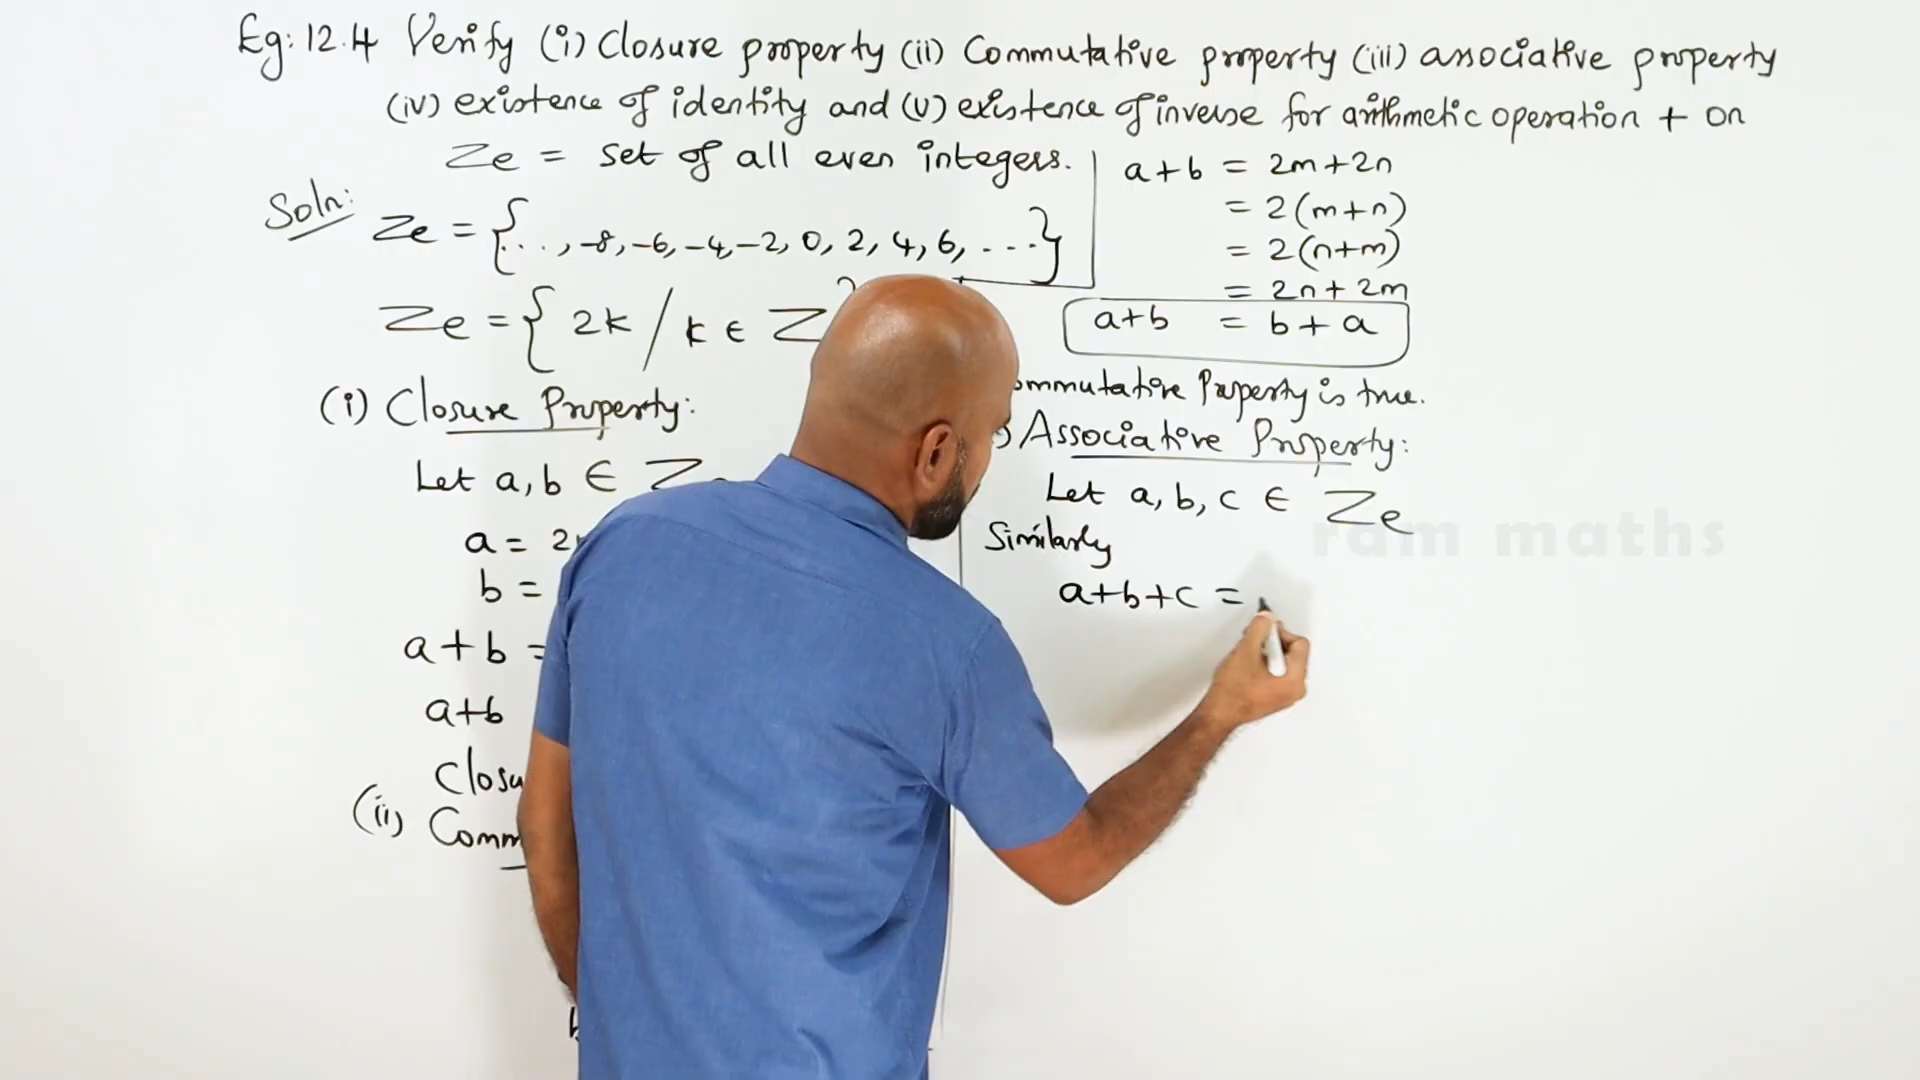 Eg: 12.4 Verify (i) Closure property (ii) Commutative property (iii) associative property
(iv) existence of identity and (v) existence of inverse for arithmetic operation + on
Ze = set of all even integers.
Soln:
Ze = {..., -8, -6, -4, -2, 0, 2, 4, 6, ...}
Ze = { 2k / k ∈ Z
(i) Closure Property:
Let a, b ∈ Z
a = 2
b =
a + b =
a+b
Closu
(ii) Comm
a+b = 2m+2n
= 2(m+n)
= 2(n+m)
= 2n + 2m
a+b = b + a
ommutative Property is true.
) Associative Property:
Let a, b, c ∈ Ze
Similarly
a+b+c =
ram maths